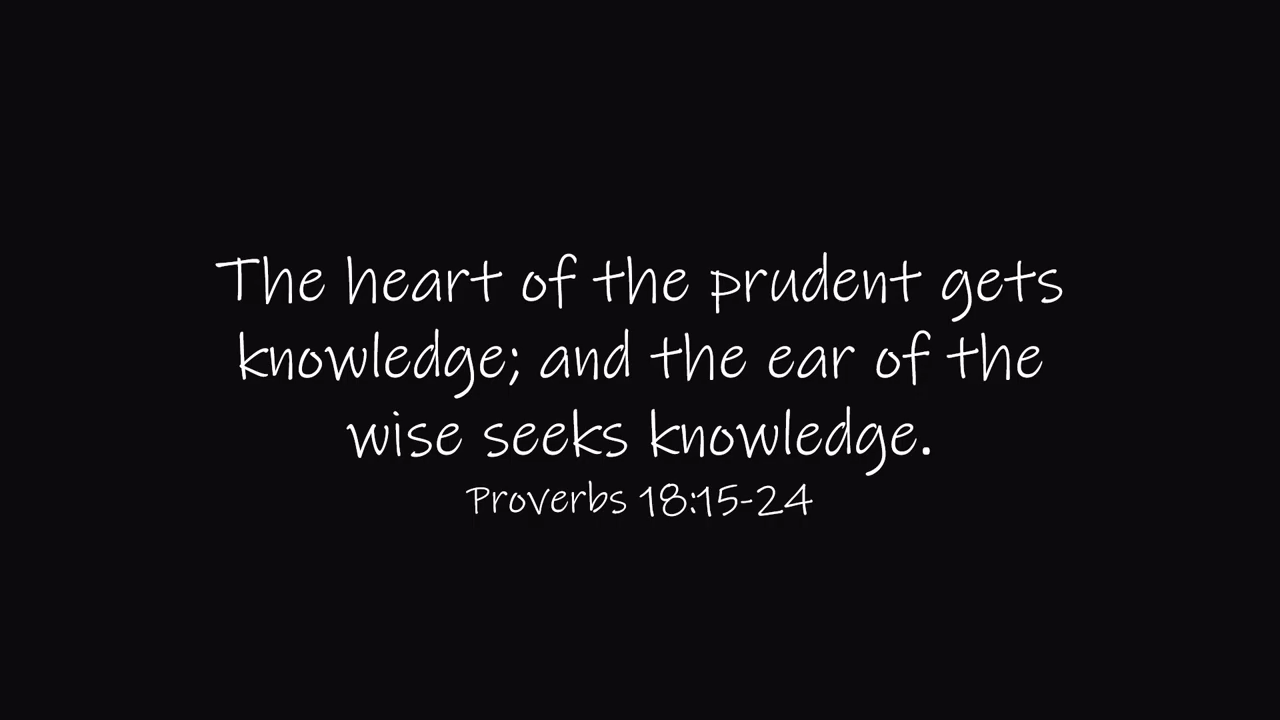 The heart of the prudent gets
knowledge; and the ear of the
wise seeks knowledge.
Proverbs 18:15-24